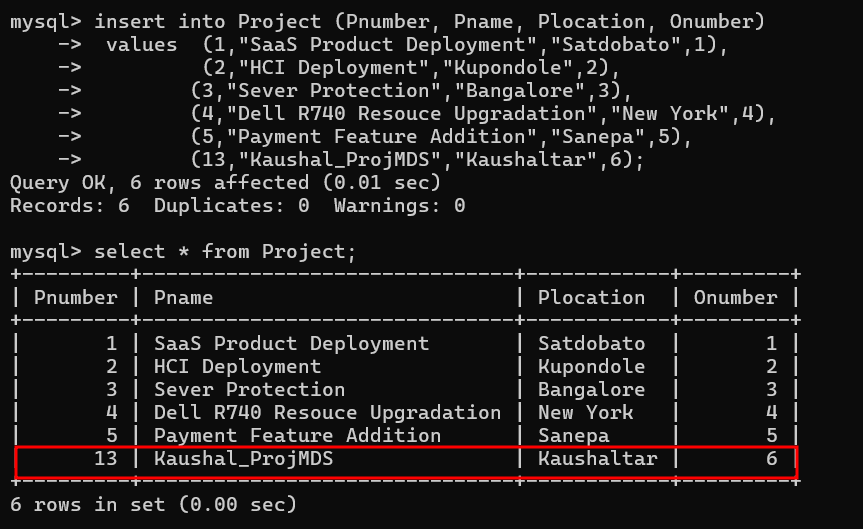 mysql> insert into Project (Pnumber, Pname, Plocation, Onumber)
    ->  values  (1,"SaaS Product Deployment","Satdobato",1),
    ->          (2,"HCI Deployment","Kupondole",2),
    ->         (3,"Sever Protection","Bangalore",3),
    ->         (4,"Dell R740 Resouce Upgradation","New York",4),
    ->         (5,"Payment Feature Addition","Sanepa",5),
    ->         (13,"Kaushal_ProjMDS","Kaushaltar",6);
Query OK, 6 rows affected (0.01 sec)
Records: 6  Duplicates: 0  Warnings: 0
mysql> select * from Project;
+---------+-------------------------------+------------+---------+
| Pnumber | Pname                         | Plocation  | Onumber |
+---------+-------------------------------+------------+---------+
|       1 | SaaS Product Deployment       | Satdobato  |       1 |
|       2 | HCI Deployment                | Kupondole  |       2 |
|       3 | Sever Protection              | Bangalore  |       3 |
|       4 | Dell R740 Resouce Upgradation | New York   |       4 |
|       5 | Payment Feature Addition      | Sanepa     |       5 |
|      13 | Kaushal_ProjMDS               | Kaushaltar |       6 |
+---------+-------------------------------+------------+---------+
6 rows in set (0.00 sec)